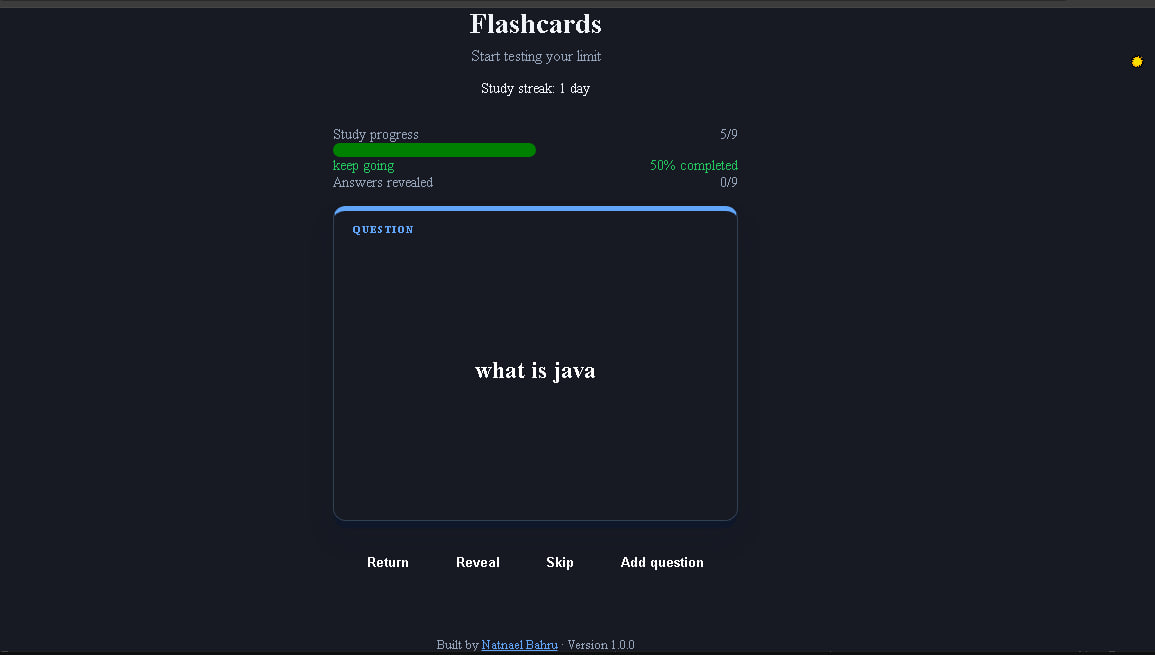 Flashcards
Start testing your limit
Study streak: 1 day
Study progress 5/9
keep going 50% completed
Answers revealed 0/9
QUESTION
what is java
Return Reveal Skip Add question
Built by Natnael Bahru · Version 1.0.0